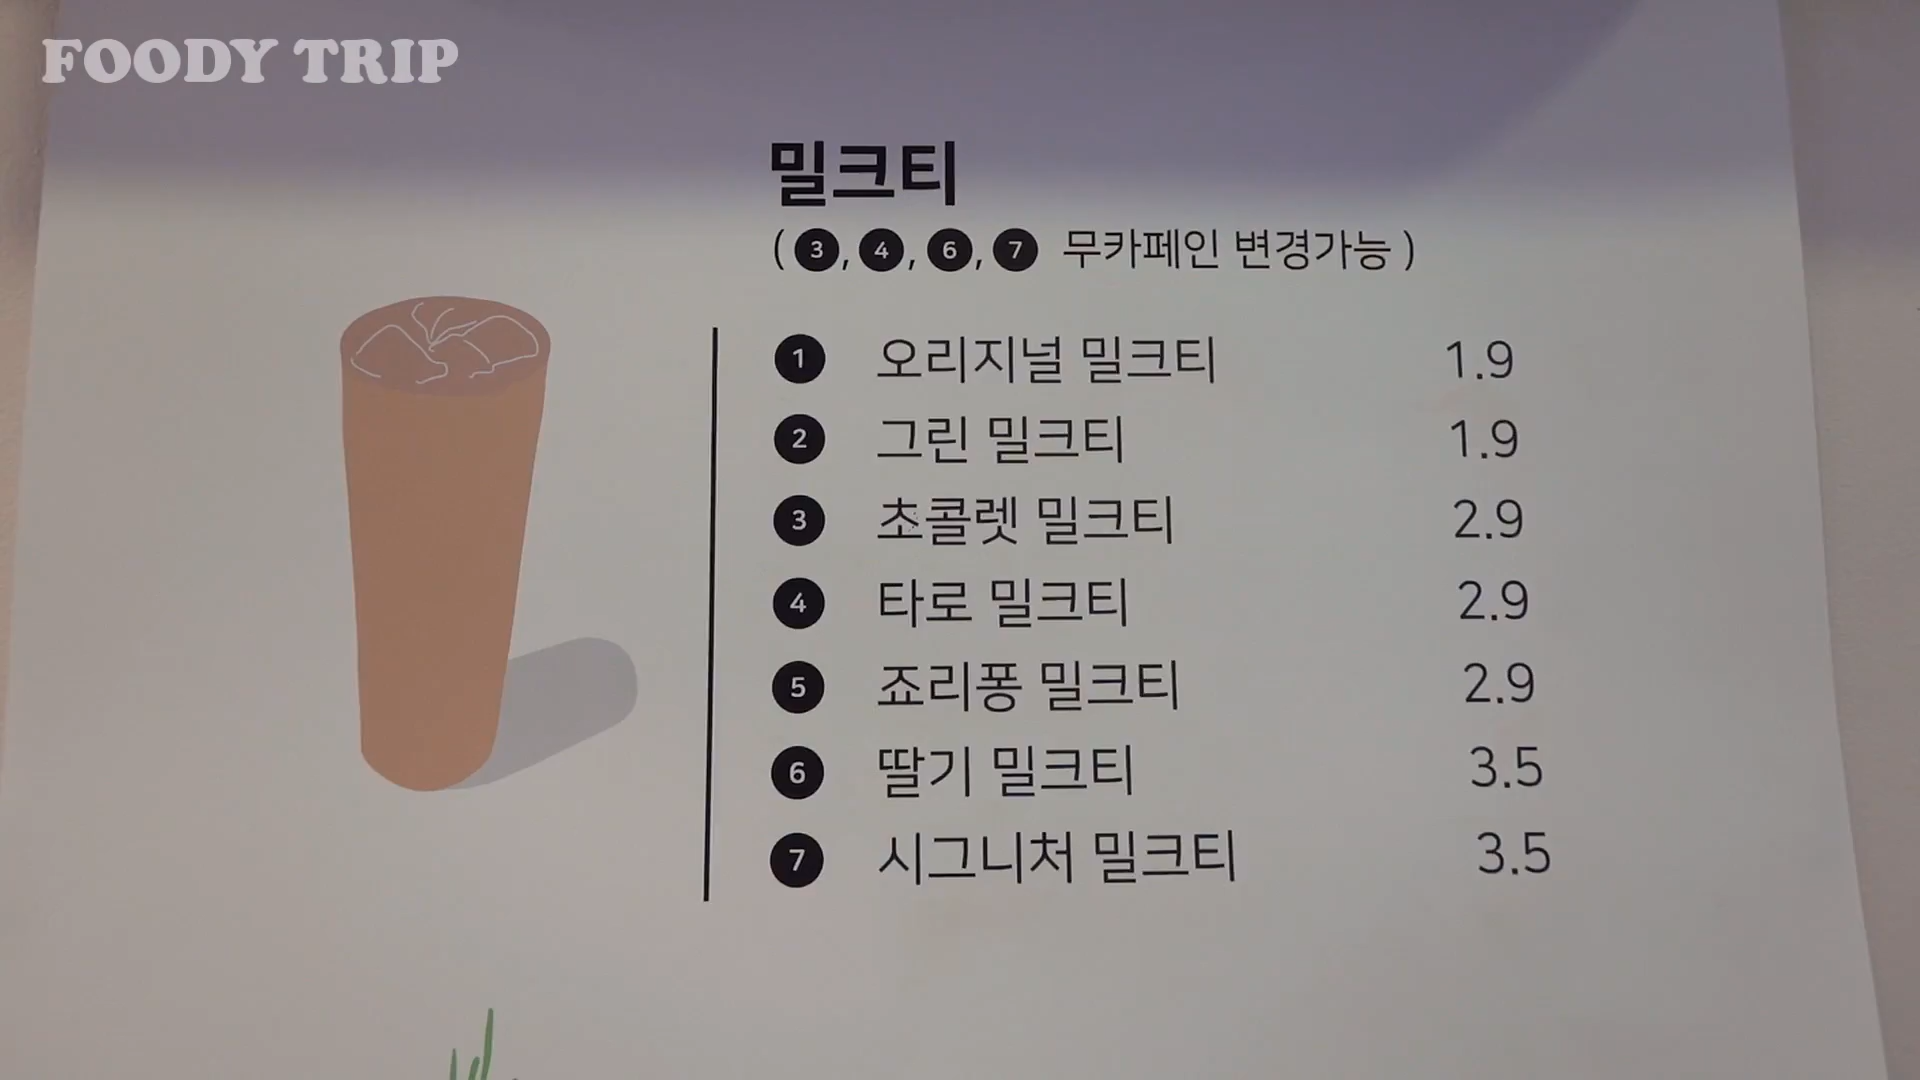 FOODY TRIP
밀크티
( 3, 4, 6, 7 무카페인 변경가능 )
1 오리지널 밀크티 1.9
2 그린 밀크티 1.9
3 초콜렛 밀크티 2.9
4 타로 밀크티 2.9
5 죠리퐁 밀크티 2.9
6 딸기 밀크티 3.5
7 시그니처 밀크티 3.5